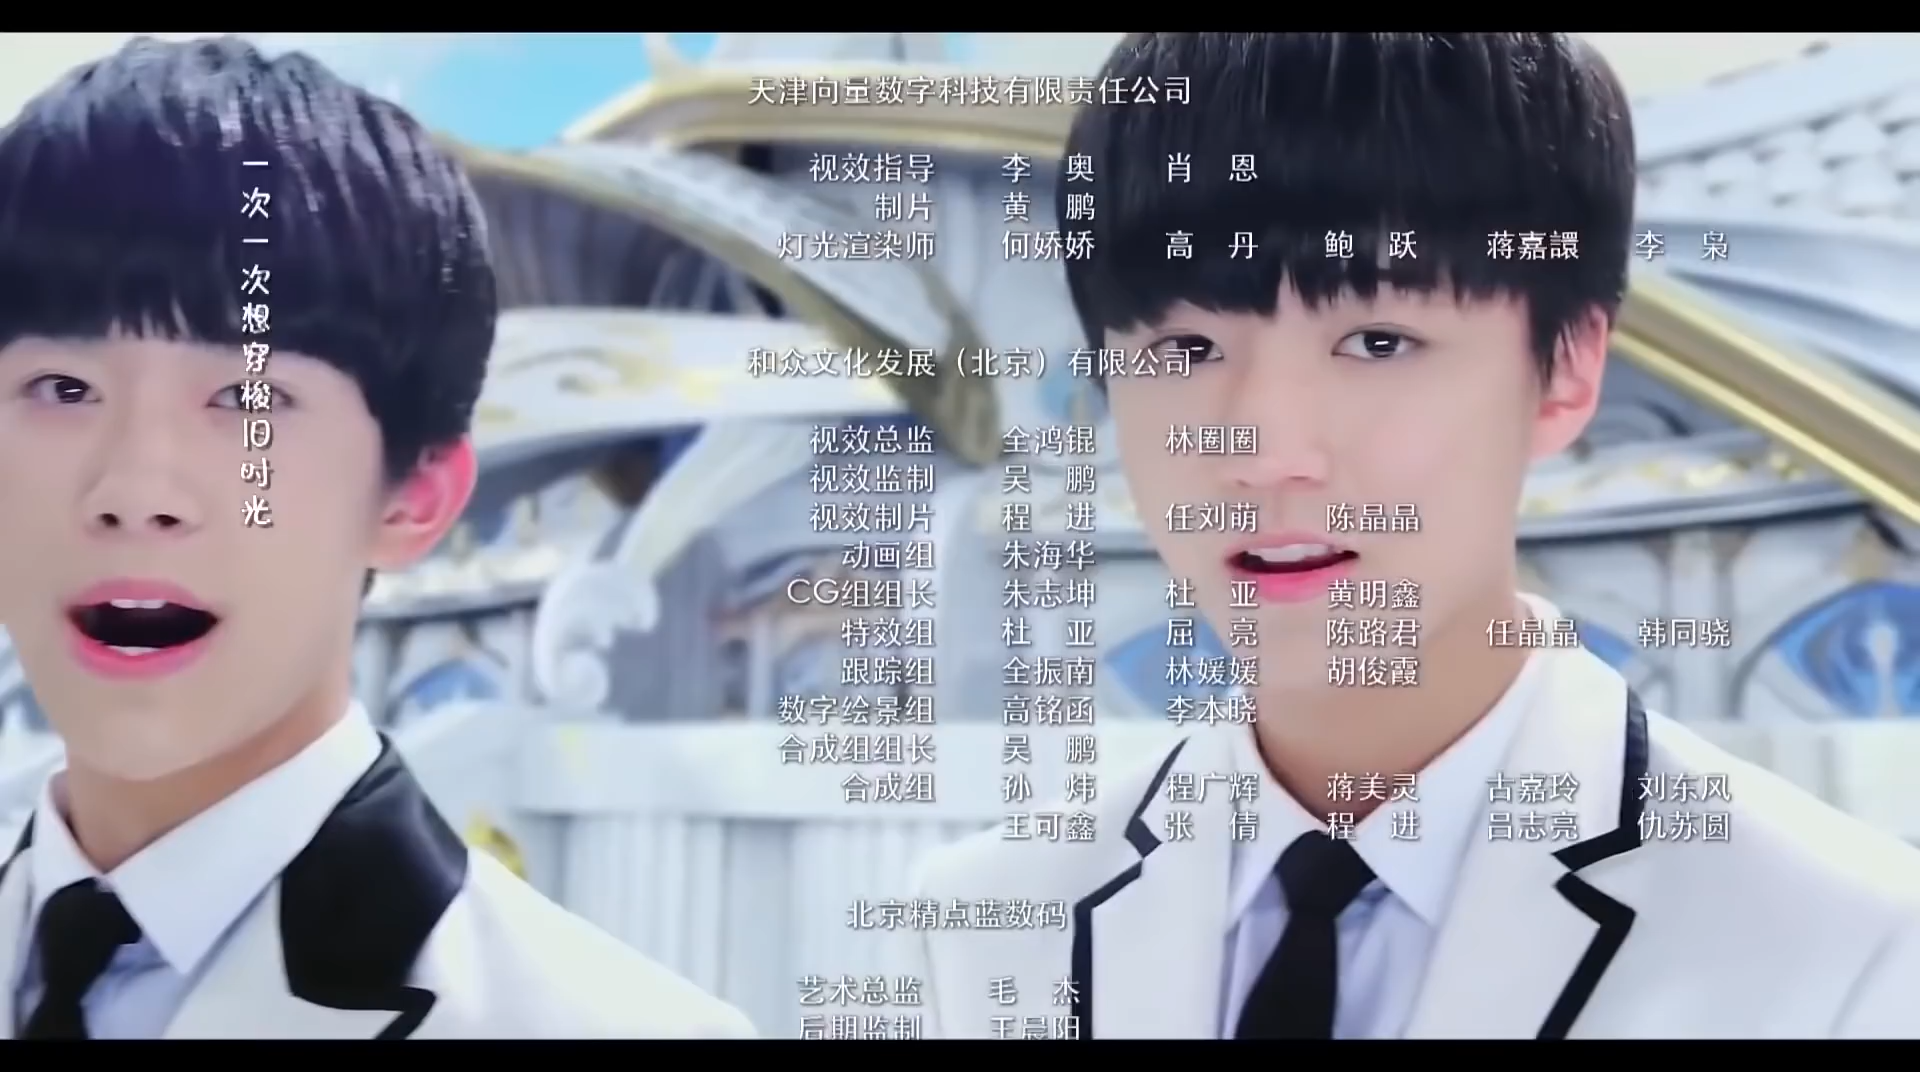 一次一次想穿梭旧时光
天津向量数字科技有限责任公司
视效指导 李 奥 肖 恩
制片 黄 鹏
灯光渲染师 何娇娇 高 丹 鲍 跃 蒋嘉譞 李 枭
和众文化发展（北京）有限公司
视效总监 全鸿锟 林圈圈
视效监制 吴 鹏
视效制片 程 进 任刘萌 陈晶晶
动画组 朱海华
CG组组长 朱志坤 杜 亚 黄明鑫
特效组 杜 亚 屈 亮 陈路君 任晶晶 韩同骁
跟踪组 全振南 林媛媛 胡俊霞
数字绘景组 高铭函 李本晓
合成组组长 吴 鹏
合成组 孙 炜 程广辉 蒋美灵 古嘉玲 刘东风
王可鑫 张 倩 程 进 吕志亮 仇苏圆
北京精点蓝数码
艺术总监 毛 杰
后期监制 王晨阳